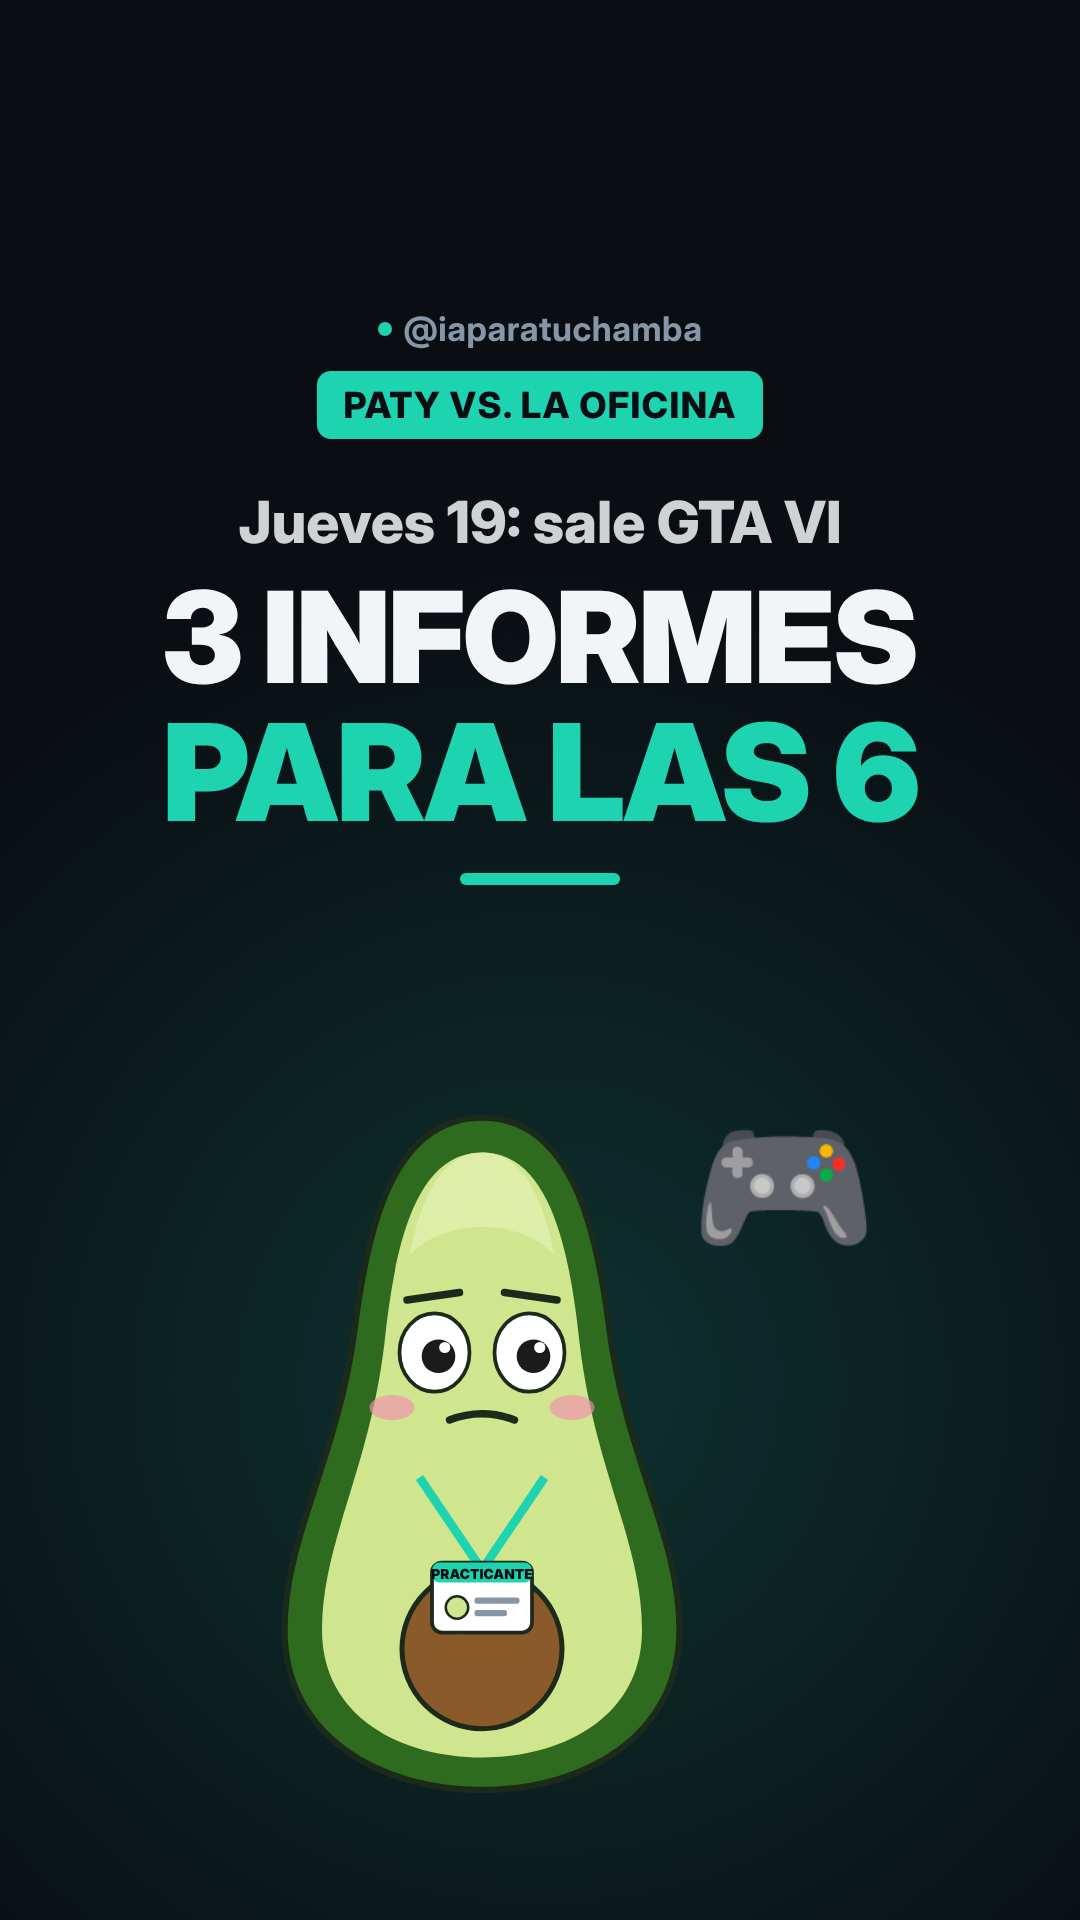 @iaparatuchamba
PATY VS. LA OFICINA
Jueves 19: sale GTA VI
3 INFORMES
PARA LAS 6
PRACTICANTE